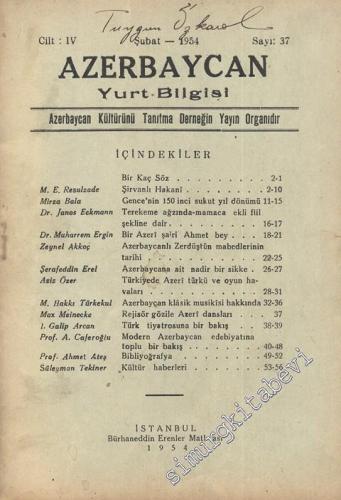 Tuygun Özkarol
Cilt : IV Şubat — 1954 Sayı: 37
AZERBAYCAN
Yurt Bilgisi
Azerbaycan Kültürünü Tanıtma Derneğin Yayın Organıdır
İÇİNDEKİLER
Bir Kaç Söz . . . . . . . . . 2-1
M. E. Resulzade Şirvanlı Hakanî . . . . . . . . 2-10
Mirza Bala Gence'nin 150 inci sukut yıl dönümü 11-15
Dr. Janos Eckmann Terekeme ağzında-mamaca ekli fiil
şekline dair. . . . . . . . . . 16-17
Dr. Muharrem Ergin Bir Azerî şairi Ahmet bey . . . 18-21
Zeynel Akkoç Azerbaycanlı Zerdüştün mabedlerinin
tarihi . . . . . . . . . . . 22-25
Şerafeddin Erel Azerbaycana ait nadir bir sikke . 26-27
Aziz Özer Türkiyede Azerî türkü ve oyun ha-
vaları . . . . . . . . . . 28-31
M. Hakkı Türkekul Azerbaycan klâsik musikîsi hakkında 32-36
Max Meinecke Rejisör gözile Azerî dansları . . . 37
I. Galip Arcan Türk tiyatrosuna bir bakış . . 38-39
Prof. A. Caferoğlu Modern Azerbaycan edebiyatına
toplu bir bakış . . . . . . . 40-48
Prof. Ahmet Ateş Bibliyoğrafya . . . . . . . 49-52
Süleyman Tekiner Kültür haberleri . . . . . . . 53-56
İSTANBUL
Bürhaneddin Erenler Matbaası
1954
simurgkitabevi.com